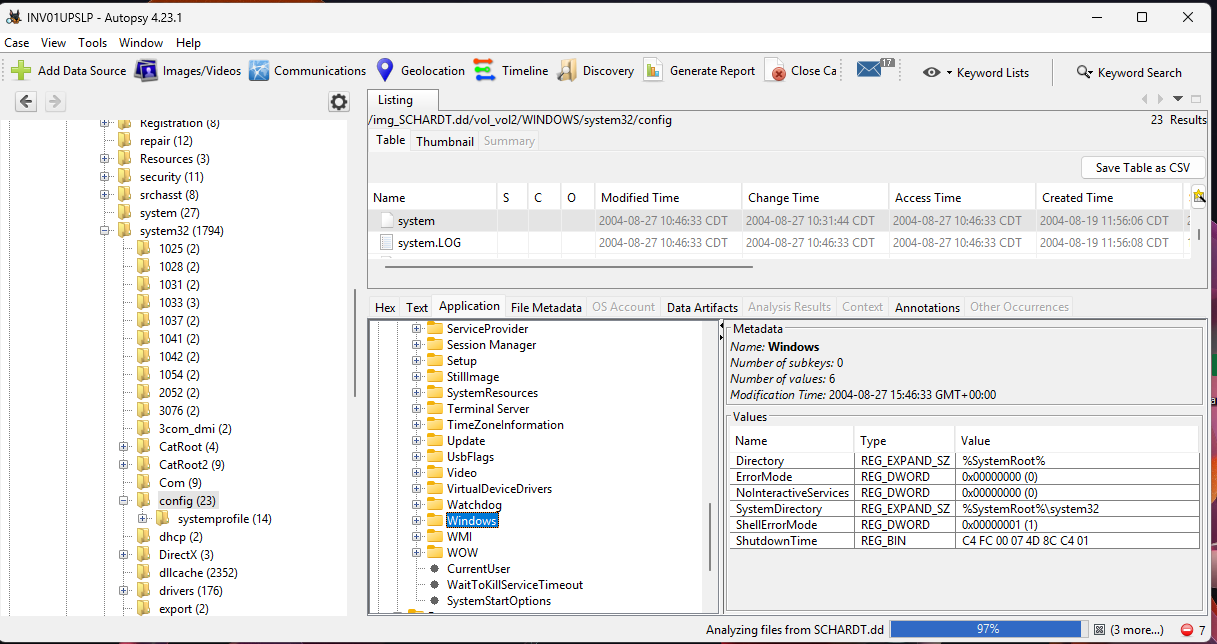 INV01UPSLP - Autopsy 4.23.1
Case View Tools Window Help
Add Data Source Images/Videos Communications Geolocation Timeline Discovery Generate Report Close Ca 17 Keyword Lists Keyword Search
Registration (8)
repair (12)
Resources (3)
security (11)
srchasst (8)
system (27)
system32 (1794)
1025 (2)
1028 (2)
1031 (2)
1033 (3)
1037 (2)
1041 (2)
1042 (2)
1054 (2)
2052 (2)
3076 (2)
3com_dmi (2)
CatRoot (4)
CatRoot2 (9)
Com (9)
config (23)
systemprofile (14)
dhcp (2)
DirectX (3)
dllcache (2352)
drivers (176)
export (2)
Listing
/img_SCHARDT.dd/vol_vol2/WINDOWS/system32/config 23 Results
Table Thumbnail Summary
Save Table as CSV
Name S C O Modified Time Change Time Access Time Created Time
system 2004-08-27 10:46:33 CDT 2004-08-27 10:31:44 CDT 2004-08-27 10:46:33 CDT 2004-08-19 11:56:06 CDT
system.LOG 2004-08-27 10:46:33 CDT 2004-08-27 10:46:33 CDT 2004-08-27 10:46:33 CDT 2004-08-19 11:56:08 CDT
Hex Text Application File Metadata OS Account Data Artifacts Analysis Results Context Annotations Other Occurrences
ServiceProvider
Session Manager
Setup
StillImage
SystemResources
Terminal Server
TimeZoneInformation
Update
UsbFlags
Video
VirtualDeviceDrivers
Watchdog
Windows
WMI
WOW
CurrentUser
WaitToKillServiceTimeout
SystemStartOptions
Metadata
Name: Windows
Number of subkeys: 0
Number of values: 6
Modification Time: 2004-08-27 15:46:33 GMT+00:00
Values
Name Type Value
Directory REG_EXPAND_SZ %SystemRoot%
ErrorMode REG_DWORD 0x00000000 (0)
NoInteractiveServices REG_DWORD 0x00000000 (0)
SystemDirectory REG_EXPAND_SZ %SystemRoot%\system32
ShellErrorMode REG_DWORD 0x00000001 (1)
ShutdownTime REG_BIN C4 FC 00 07 4D 8C C4 01
Analyzing files from SCHARDT.dd 97% (3 more...) 7